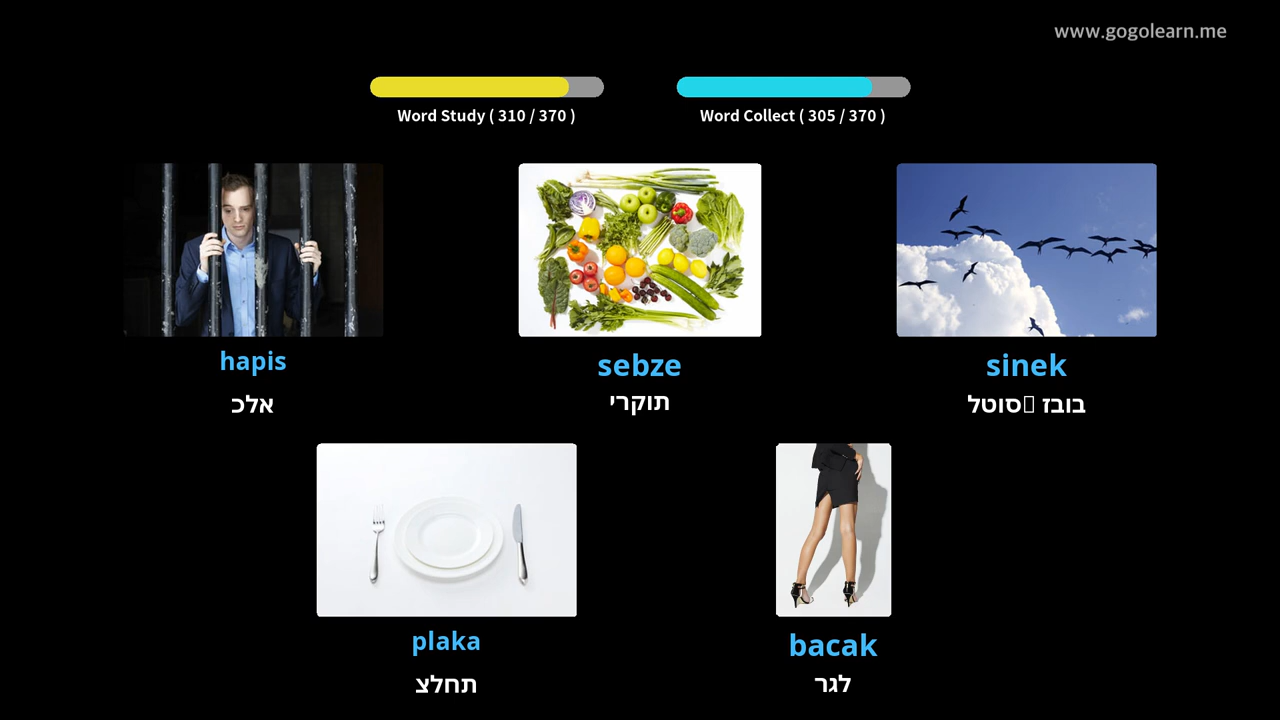 www.gogolearn.me
Word Study ( 310 / 370 )
Word Collect ( 305 / 370 )
hapis
אלכ
sebze
תוקרי
sinek
בובז סוטל
plaka
תחלצ
bacak
לגר